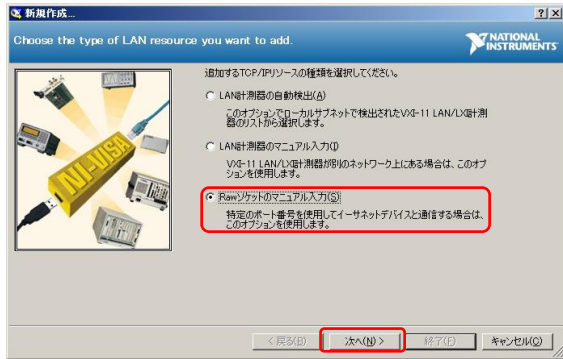 新規作成...
Choose the type of LAN resource you want to add.
NATIONAL
INSTRUMENTS
追加するTCP/IPリソースの種類を選択してください。
LAN計測器の自動検出(A)
このオプションでローカルサブネットで検出されたVXI-11 LAN/LXI計測
器のリストから選択します。
LAN計測器のマニュアル入力(I)
VXI-11 LAN/LXI計測器が別のネットワーク上にある場合は、このオプ
ションを使用します。
Rawソケットのマニュアル入力(S)
特定のポート番号を使用してイーサネットデバイスと通信する場合は、
このオプションを使用します。
NI-VISA
< 戻る(B)
次へ(N) >
終了(F)
キャンセル(C)